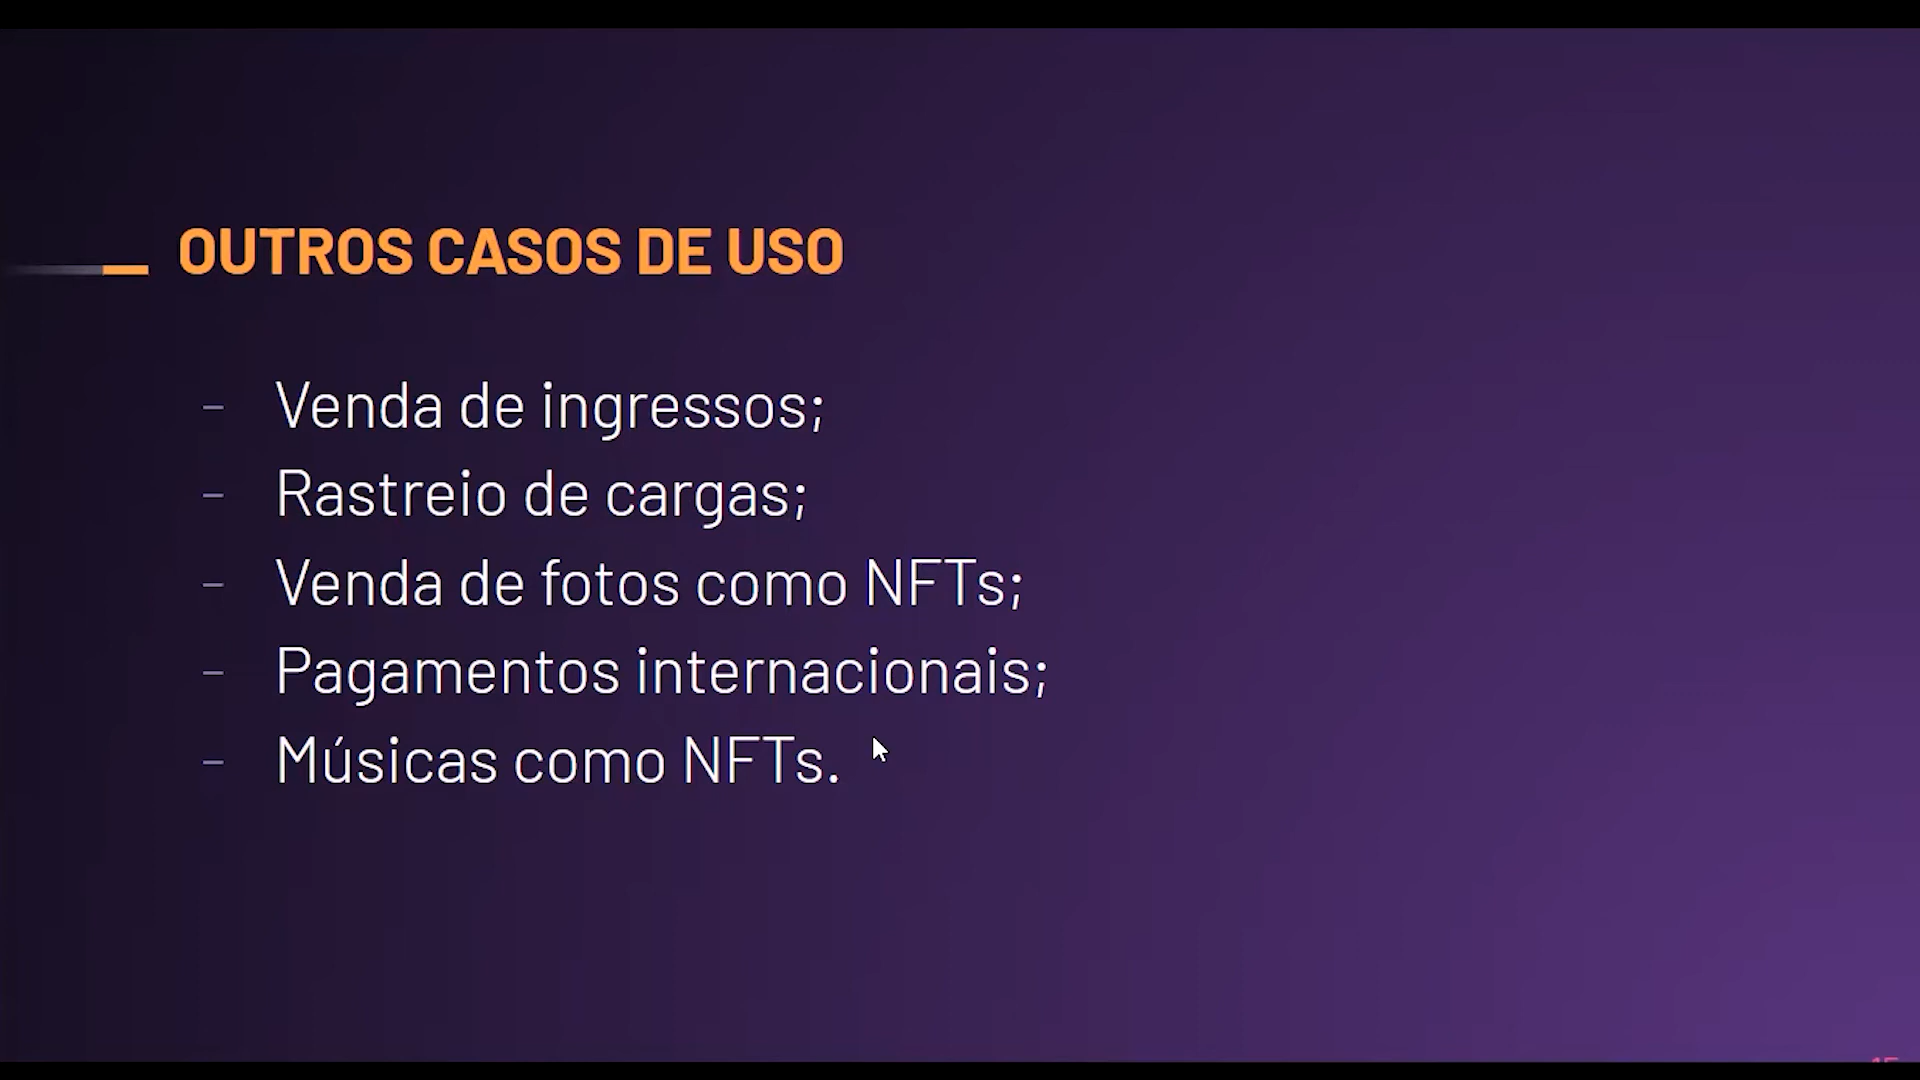 OUTROS CASOS DE USO
– Venda de ingressos;
– Rastreio de cargas;
– Venda de fotos como NFTs;
– Pagamentos internacionais;
– Músicas como NFTs.